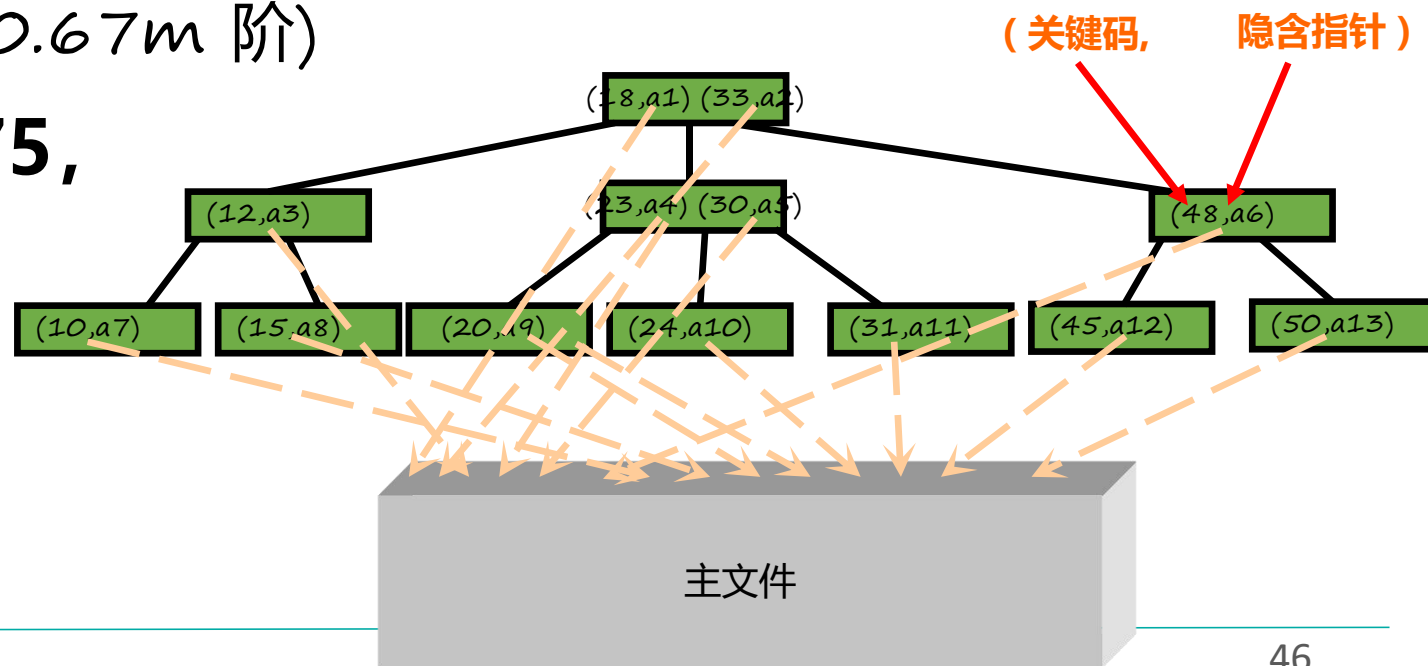 0.67m 阶)
(关键码, 隐含指针)
75,
(18,a1) (33,a2)
(12,a3)
(23,a4) (30,a5)
(48,a6)
(10,a7)
(15,a8)
(20,a9)
(24,a10)
(31,a11)
(45,a12)
(50,a13)
主文件
46